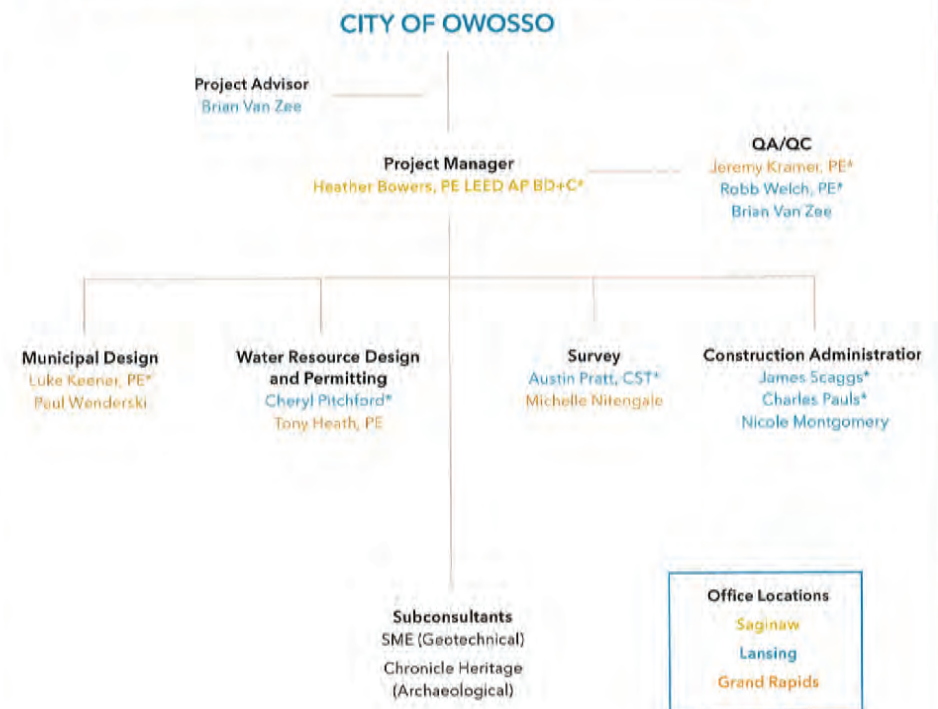 CITY OF OWOSSO
Project Advisor
Brian Van Zee
Project Manager
Heather Bowers, PE LEED AP BD+C*
QA/QC
Jeremy Kramer, PE*
Robb Welch, PE*
Brian Van Zee
Municipal Design
Luke Keener, PE*
Paul Wenderski
Water Resource Design
and Permitting
Cheryl Pitchford*
Tony Heath, PE
Survey
Austin Pratt, CST*
Michelle Nitengale
Construction Administration
James Scaggs*
Charles Pauls*
Nicole Montgomery
Subconsultants
SME (Geotechnical)
Chronicle Heritage
(Archaeological)
Office Locations
Saginaw
Lansing
Grand Rapids